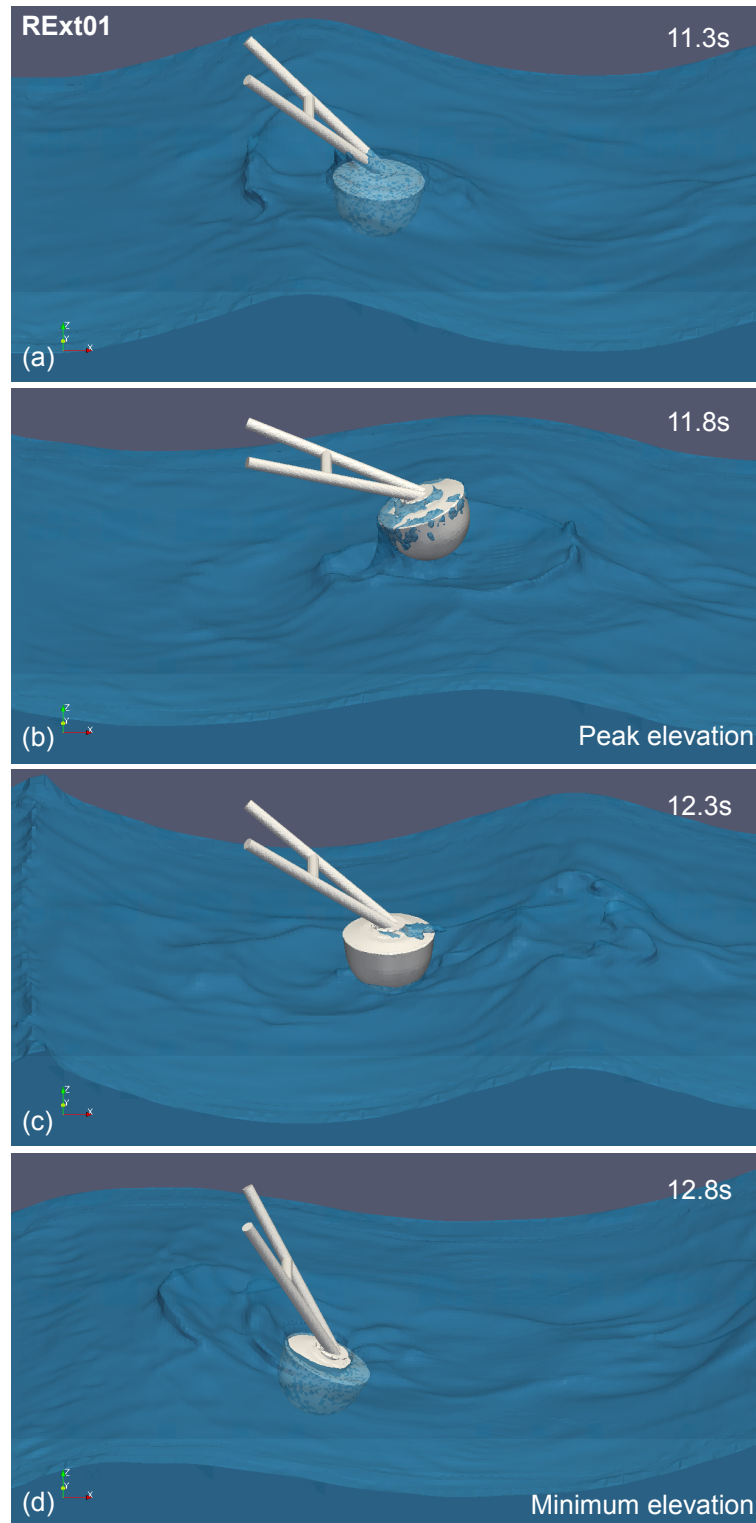 RExt01
11.3s
Z
Y
X
(a)
11.8s
Z
Y
X
(b)
Peak elevation
12.3s
Z
Y
X
(c)
12.8s
Z
Y
X
(d)
Minimum elevation